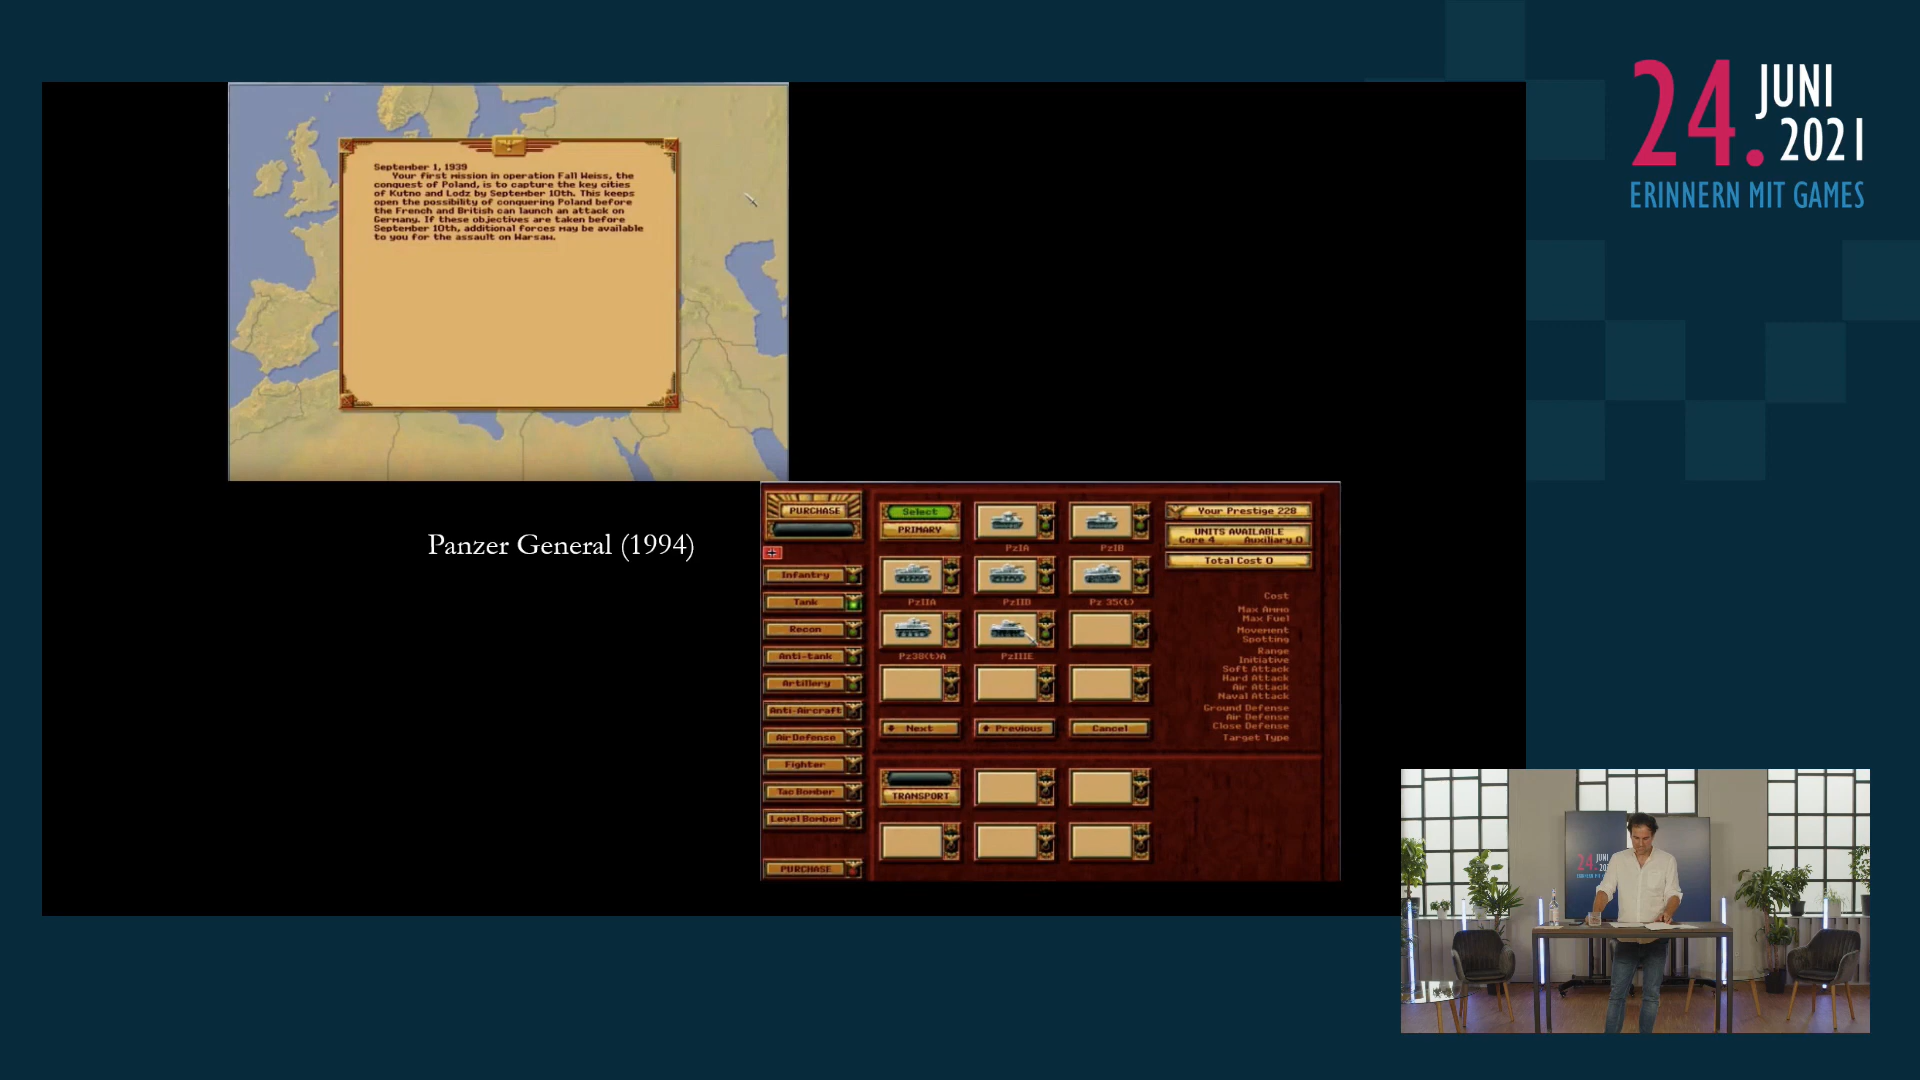 September 1, 1939
Your first mission in operation Fall Weiss, the
conquest of Poland, is to capture the key cities
of Kutno and Lodz by September 10th. This keeps
open the possibility of conquering Poland before
the French and British can launch an attack on
Germany. If these objectives are taken before
September 10th, additional forces may be available
to you for the assault on Warsaw.
24. JUNI
2021
ERINNERN MIT GAMES
Panzer General (1994)
PURCHASE
Infantry
Tank
Recon
Anti-tank
Artillery
Anti-Aircraft
Air Defense
Fighter
Tac Bomber
Level Bomber
PURCHASE
Select
PRIMARY
PzIA
PzIB
PzIIA
PzIID
Pz 35(t)
Pz38(t)A
PzIIIE
Next
Previous
Cancel
TRANSPORT
Your Prestige 228
UNITS AVAILABLE
Core 4 Auxiliary 0
Total Cost 0
Cost
Max Ammo
Max Fuel
Movement
Spotting
Range
Initiative
Soft Attack
Hard Attack
Air Attack
Naval Attack
Ground Defense
Air Defense
Close Defense
Target Type
24. JUNI